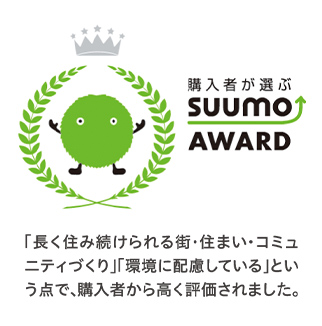 購入者が選ぶ
SUUMO
AWARD
「長く住み続けられる街・住まい・コミュ
ニティづくり」「環境に配慮している」とい
う点で、購入者から高く評価されました。